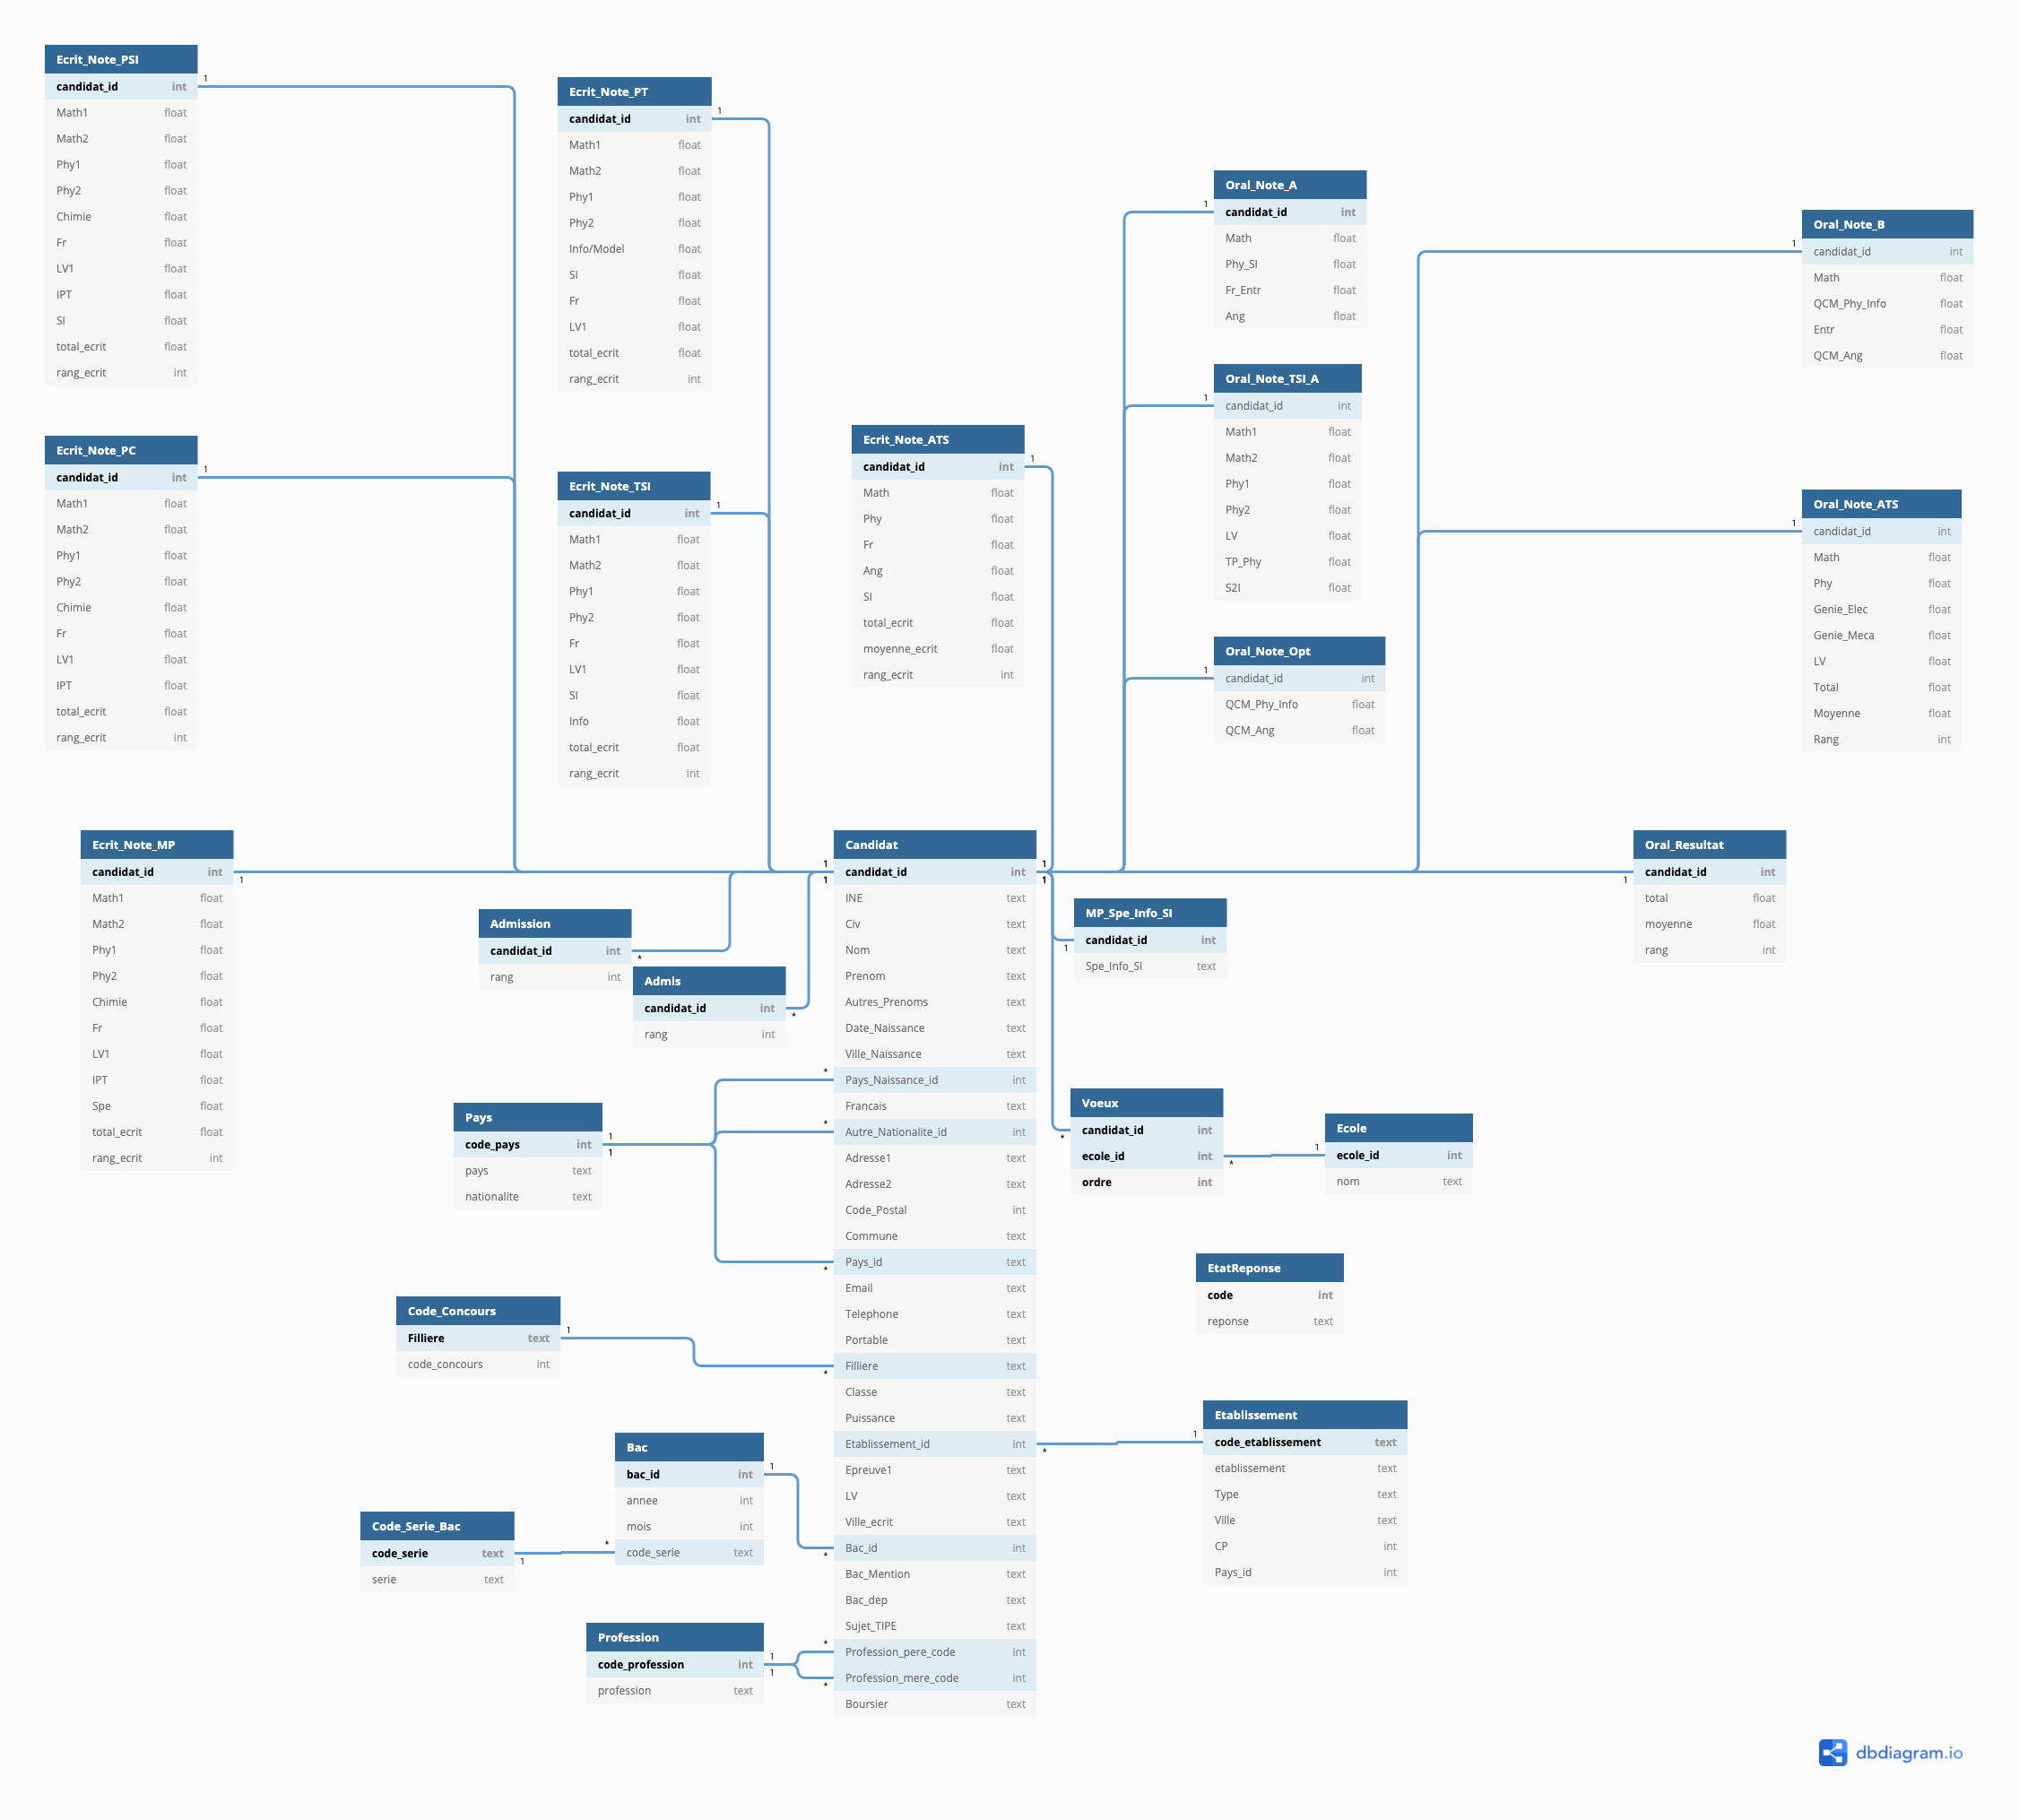 Ecrit_Note_PSI
candidat_id int
Math1 float
Math2 float
Phy1 float
Phy2 float
Chimie float
Fr float
LV1 float
IPT float
SI float
total_ecrit float
rang_ecrit int
1
Ecrit_Note_PT
candidat_id int
Math1 float
Math2 float
Phy1 float
Phy2 float
Info/Model float
SI float
Fr float
LV1 float
total_ecrit float
rang_ecrit int
1
Oral_Note_A
candidat_id int
Math float
Phy_SI float
Fr_Entr float
Ang float
1
Oral_Note_B
candidat_id int
Math float
QCM_Phy_Info float
Entr float
QCM_Ang float
1
Ecrit_Note_PC
candidat_id int
Math1 float
Math2 float
Phy1 float
Phy2 float
Chimie float
Fr float
LV1 float
IPT float
total_ecrit float
rang_ecrit int
1
Ecrit_Note_TSI
candidat_id int
Math1 float
Math2 float
Phy1 float
Phy2 float
Fr float
LV1 float
SI float
Info float
total_ecrit float
rang_ecrit int
1
Ecrit_Note_ATS
candidat_id int
Math float
Phy float
Fr float
Ang float
SI float
total_ecrit float
moyenne_ecrit float
rang_ecrit int
1
Oral_Note_TSI_A
candidat_id int
Math1 float
Math2 float
Phy1 float
Phy2 float
LV float
TP_Phy float
S2I float
1
Oral_Note_Opt
candidat_id int
QCM_Phy_Info float
QCM_Ang float
1
Oral_Note_ATS
candidat_id int
Math float
Phy float
Genie_Elec float
Genie_Meca float
LV float
Total float
Moyenne float
Rang int
1
Ecrit_Note_MP
candidat_id int
Math1 float
Math2 float
Phy1 float
Phy2 float
Chimie float
Fr float
LV1 float
IPT float
Spe float
total_ecrit float
rang_ecrit int
1
Admission
candidat_id int
rang int
*
Admis
candidat_id int
rang int
*
Candidat
candidat_id int
INE text
Civ text
Nom text
Prenom text
Autres_Prenoms text
Date_Naissance text
Ville_Naissance text
Pays_Naissance_id int
Francais text
Autre_Nationalite_id int
Adresse1 text
Adresse2 text
Code_Postal int
Commune text
Pays_id text
Email text
Telephone text
Portable text
Filliere text
Classe text
Puissance text
Etablissement_id int
Epreuve1 text
LV text
Ville_ecrit text
Bac_id int
Bac_Mention text
Bac_dep text
Sujet_TIPE text
Profession_pere_code int
Profession_mere_code int
Boursier text
1
1
1
1
*
*
*
*
*
*
*
*
MP_Spe_Info_SI
candidat_id int
Spe_Info_SI text
1
Oral_Resultat
candidat_id int
total float
moyenne float
rang int
1
Pays
code_pays int
pays text
nationalite text
1
1
Voeux
candidat_id int
ecole_id int
ordre int
*
*
Ecole
ecole_id int
nom text
1
EtatReponse
code int
reponse text
Code_Concours
Filliere text
code_concours int
1
Etablissement
code_etablissement text
etablissement text
Type text
Ville text
CP int
Pays_id int
1
Bac
bac_id int
annee int
mois int
code_serie text
1
*
Code_Serie_Bac
code_serie text
serie text
1
Profession
code_profession int
profession text
1
1
dbdiagram.io